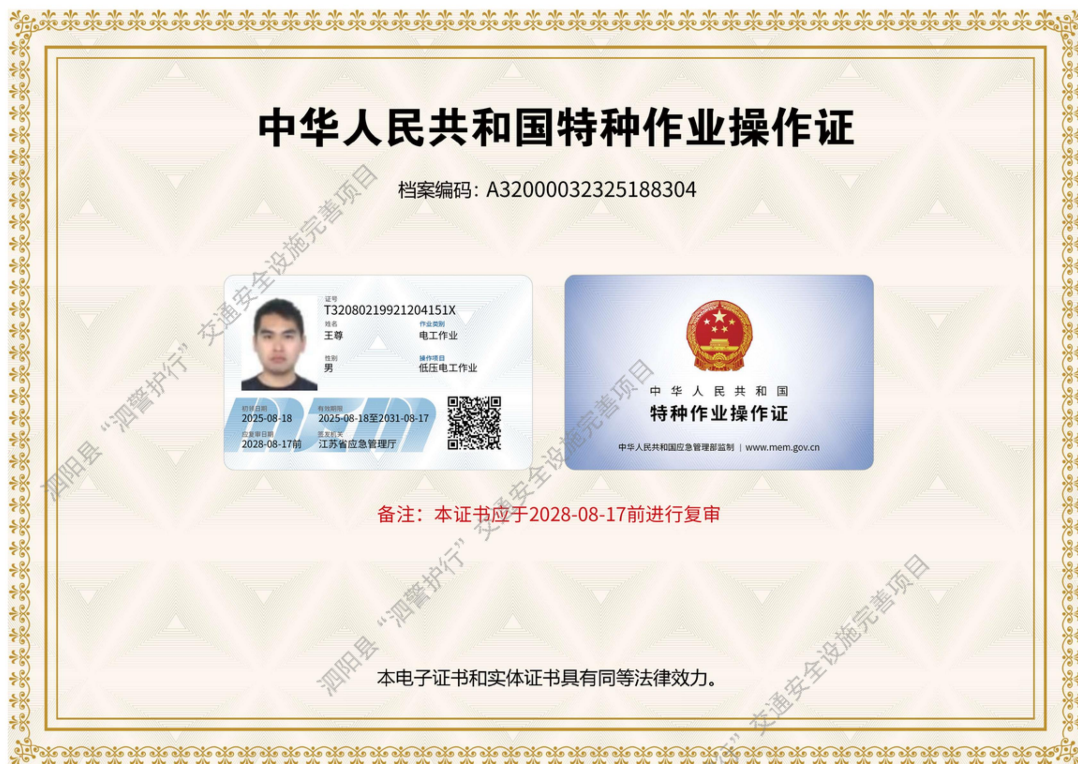 中华人民共和国特种作业操作证
档案编码：A32000032325188304
证号
T32080219921204151X
姓名 作业类别
王尊 电工作业
性别 操作项目
男 低压电工作业
初领日期 有效期限
2025-08-18 2025-08-18至2031-08-17
应复审日期 签发机关
2028-08-17前 江苏省应急管理厅
中华人民共和国
特种作业操作证
中华人民共和国应急管理部监制 | www.mem.gov.cn
备注：本证书应于2028-08-17前进行复审
本电子证书和实体证书具有同等法律效力。
泗阳县“泗警护行”交通安全设施完善项目
泗阳县“泗警护行”交通安全设施完善项目
行”交通安全设施完善项目